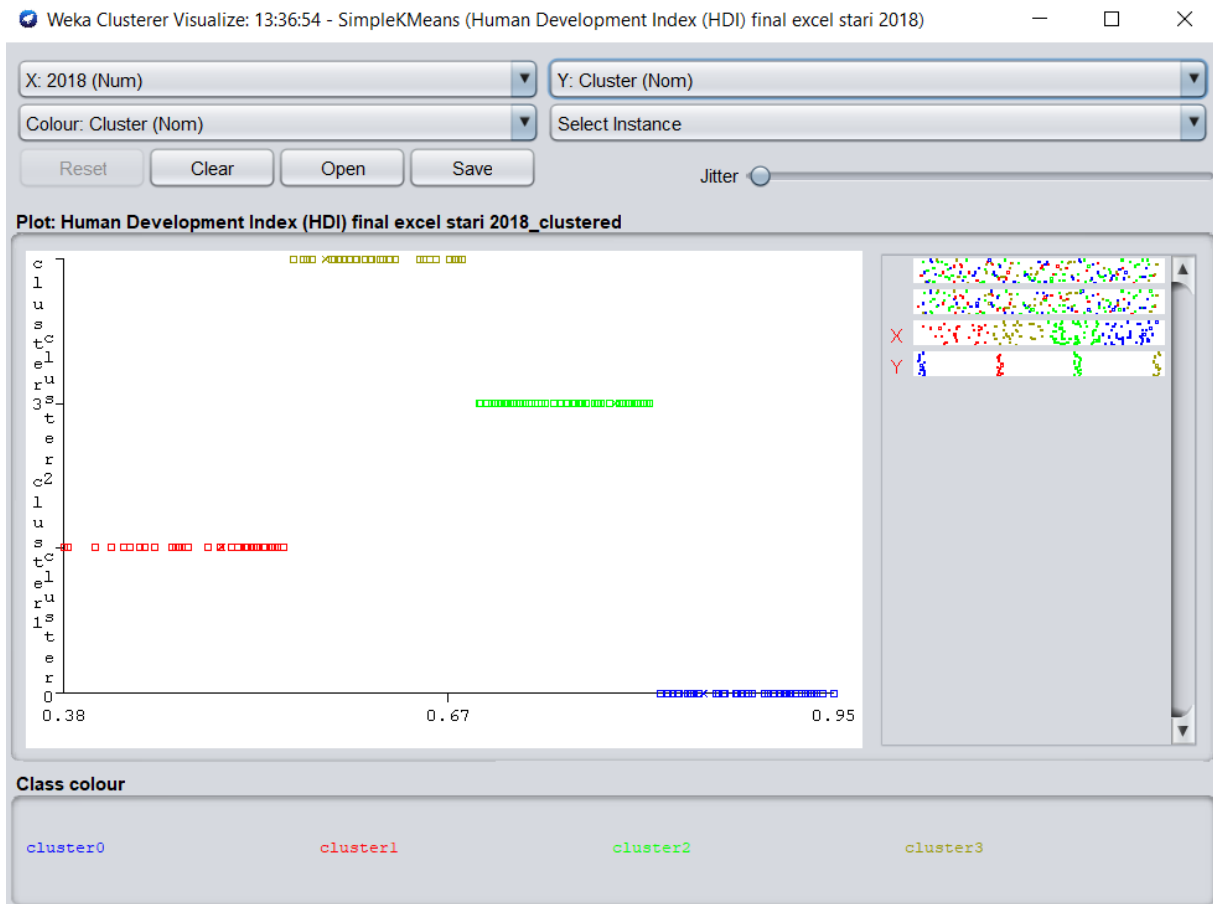 Weka Clusterer Visualize: 13:36:54 - SimpleKMeans (Human Development Index (HDI) final excel stari 2018)
X: 2018 (Num)
Y: Cluster (Nom)
Colour: Cluster (Nom)
Select Instance
Reset
Clear
Open
Save
Jitter
Plot: Human Development Index (HDI) final excel stari 2018_clustered
cluster3
cluster2
cluster1
cluster0
0.38
0.67
0.95
X
Y
Class colour
cluster0
cluster1
cluster2
cluster3